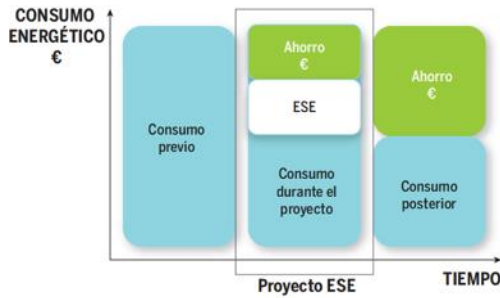 CONSUMO
ENERGÉTICO
€
Consumo
previo
Ahorro
€
ESE
Consumo
durante el
proyecto
Ahorro
€
Consumo
posterior
Proyecto ESE
TIEMPO